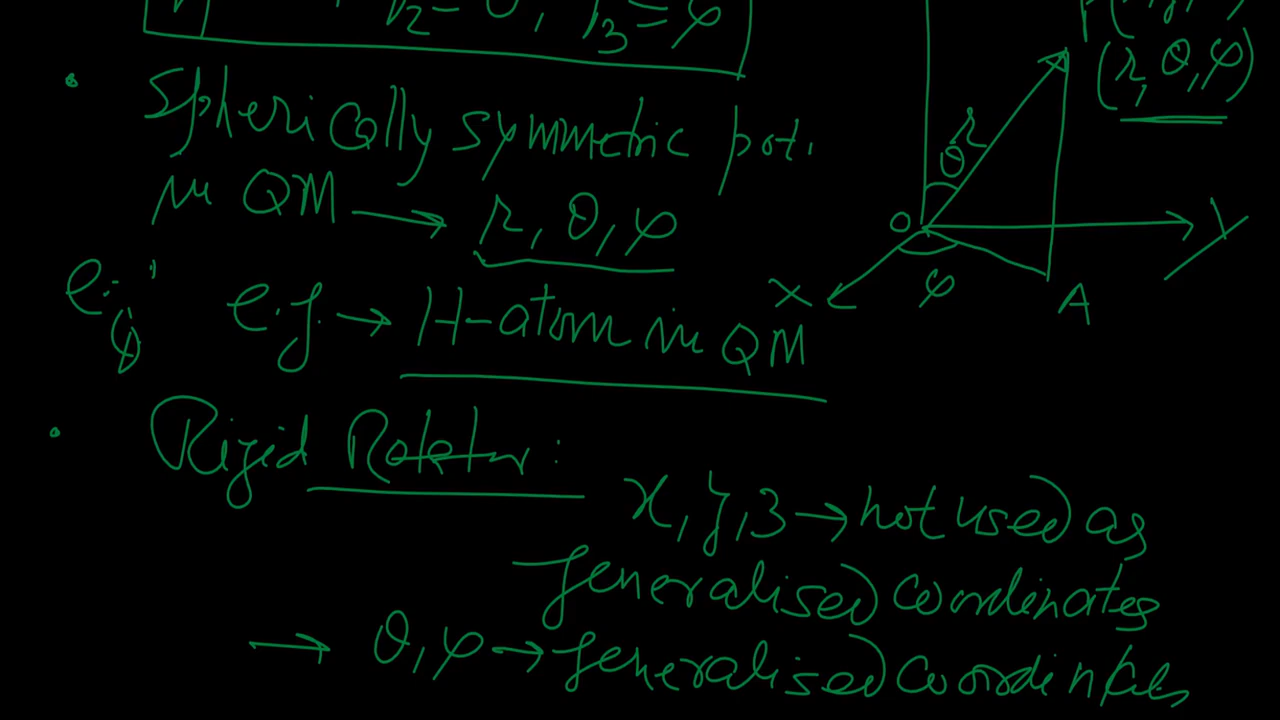 r₂=θ, r₃=φ
(r, θ, φ)
• Spherically symmetric pot.
in QM → r, θ, φ
r
θ
O
Y
X
φ
A
e.g. → H-atom in QM
• Rigid Rotator:
x, y, z → not used as
generalised coordinates
→ θ, φ → generalised coordinates